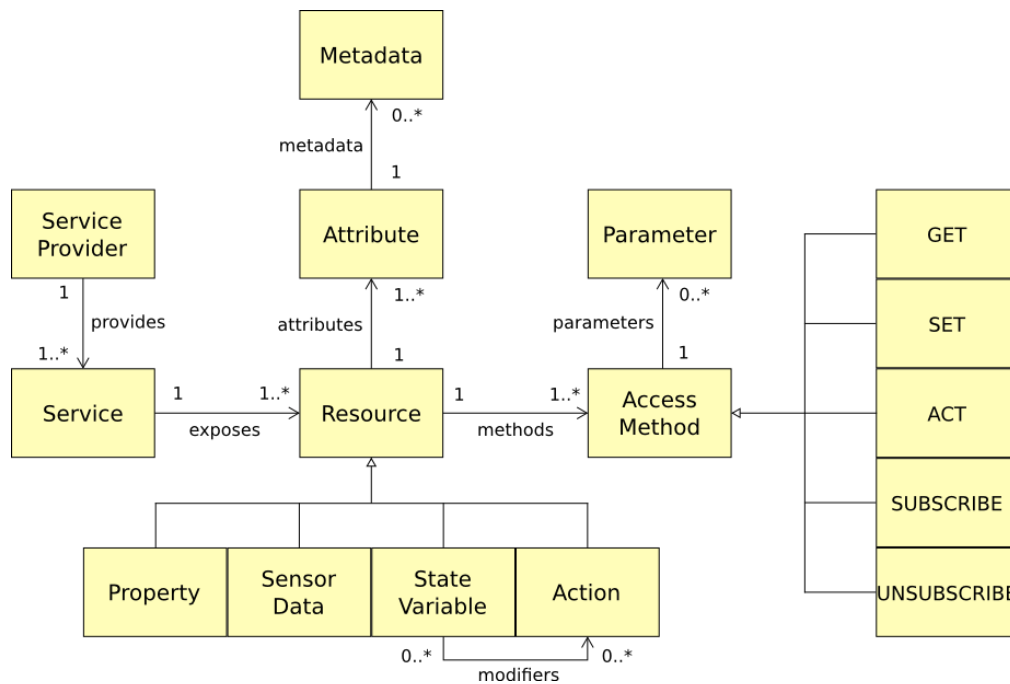 Metadata
0..*
metadata
1
Service
Provider
Attribute
Parameter
GET
1
1..*
0..*
provides
attributes
parameters
SET
1..*
1
1
Service
1
1..*
exposes
Resource
1
1..*
methods
Access
Method
ACT
SUBSCRIBE
Property
Sensor
Data
State
Variable
Action
UNSUBSCRIBE
0..*
0..*
modifiers